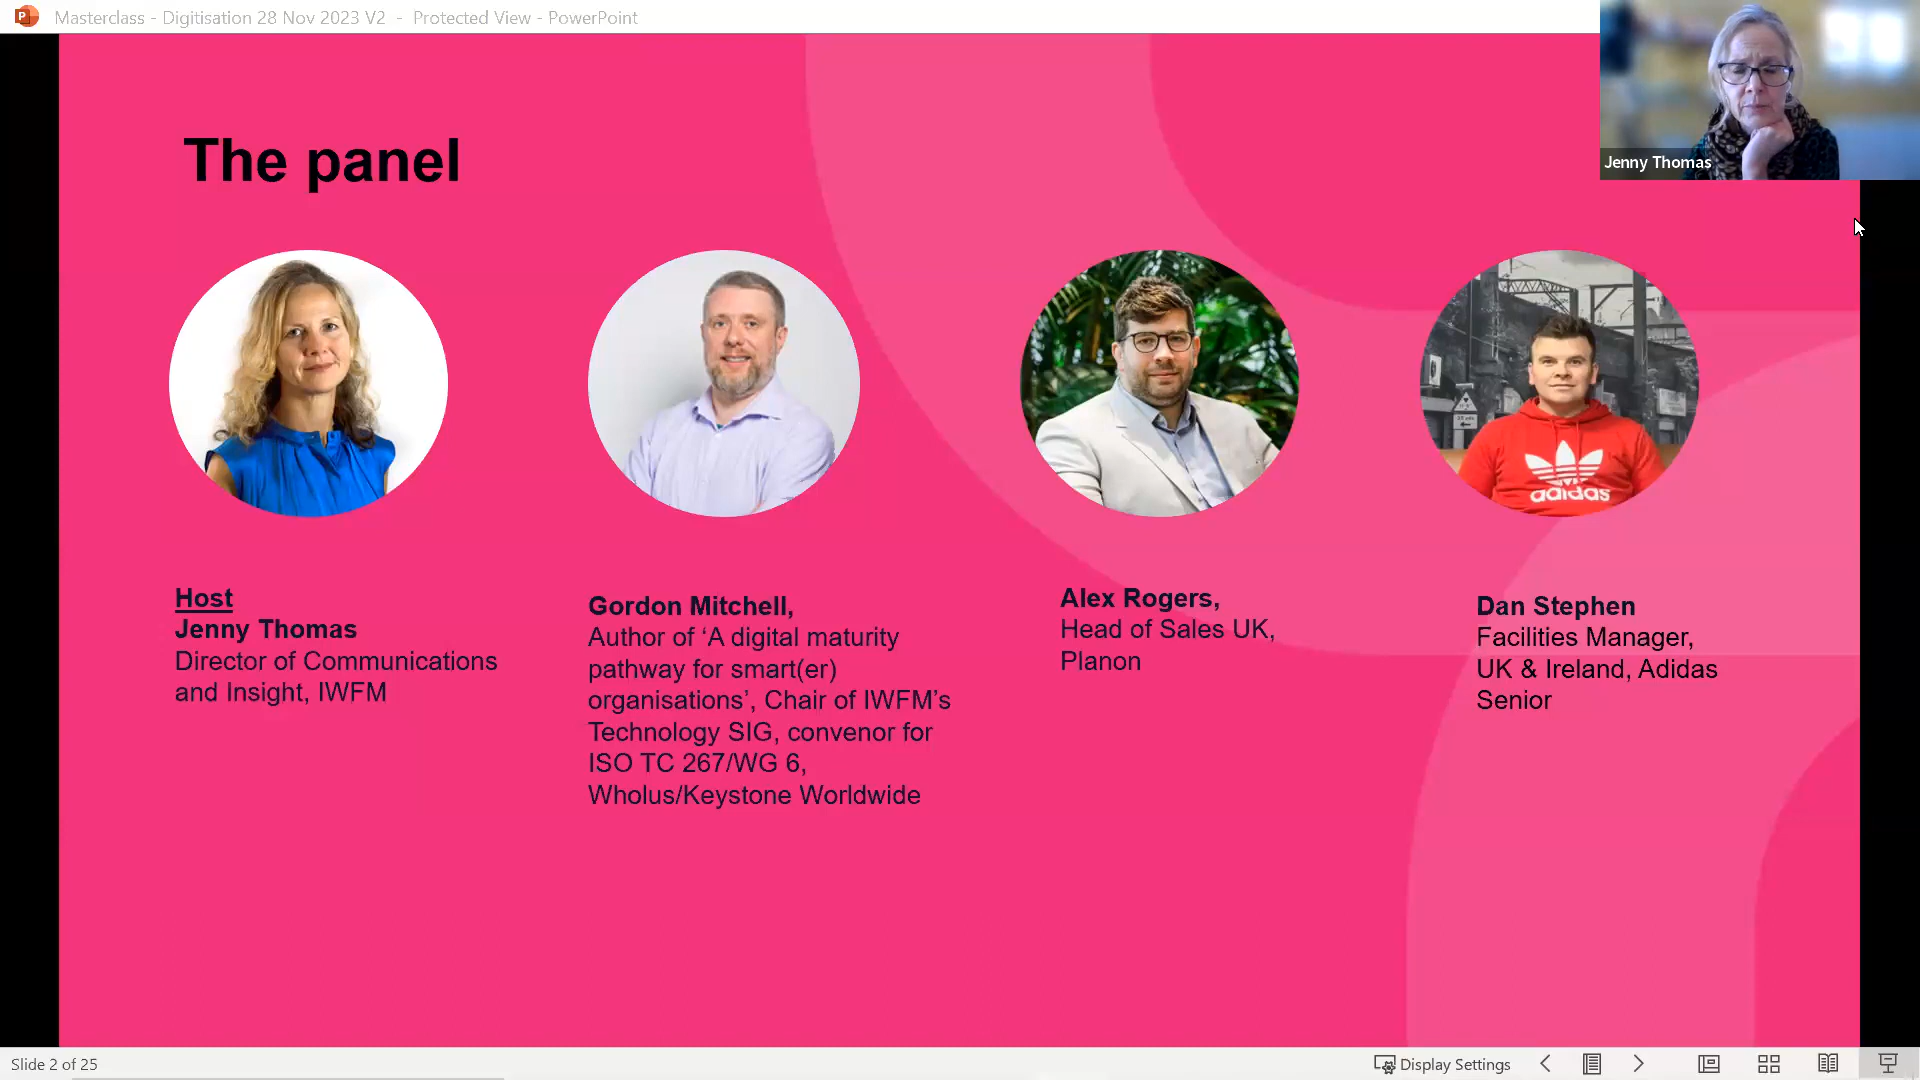 Masterclass - Digitisation 28 Nov 2023 V2 - Protected View - PowerPoint
Jenny Thomas
The panel
adidas
Host
Jenny Thomas
Director of Communications
and Insight, IWFM
Gordon Mitchell,
Author of ‘A digital maturity
pathway for smart(er)
organisations’, Chair of IWFM’s
Technology SIG, convenor for
ISO TC 267/WG 6,
Wholus/Keystone Worldwide
Alex Rogers,
Head of Sales UK,
Planon
Dan Stephen
Facilities Manager,
UK & Ireland, Adidas
Senior
Slide 2 of 25
Display Settings